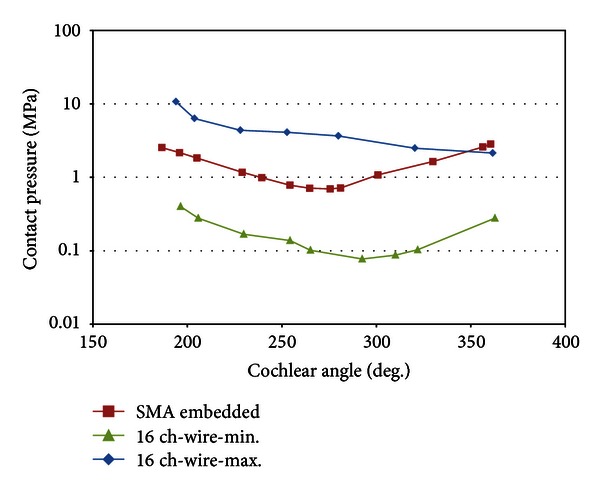 100
10
1
0.1
0.01
Contact pressure (MPa)
150 200 250 300 350 400
Cochlear angle (deg.)
SMA embedded
16 ch-wire-min.
16 ch-wire-max.